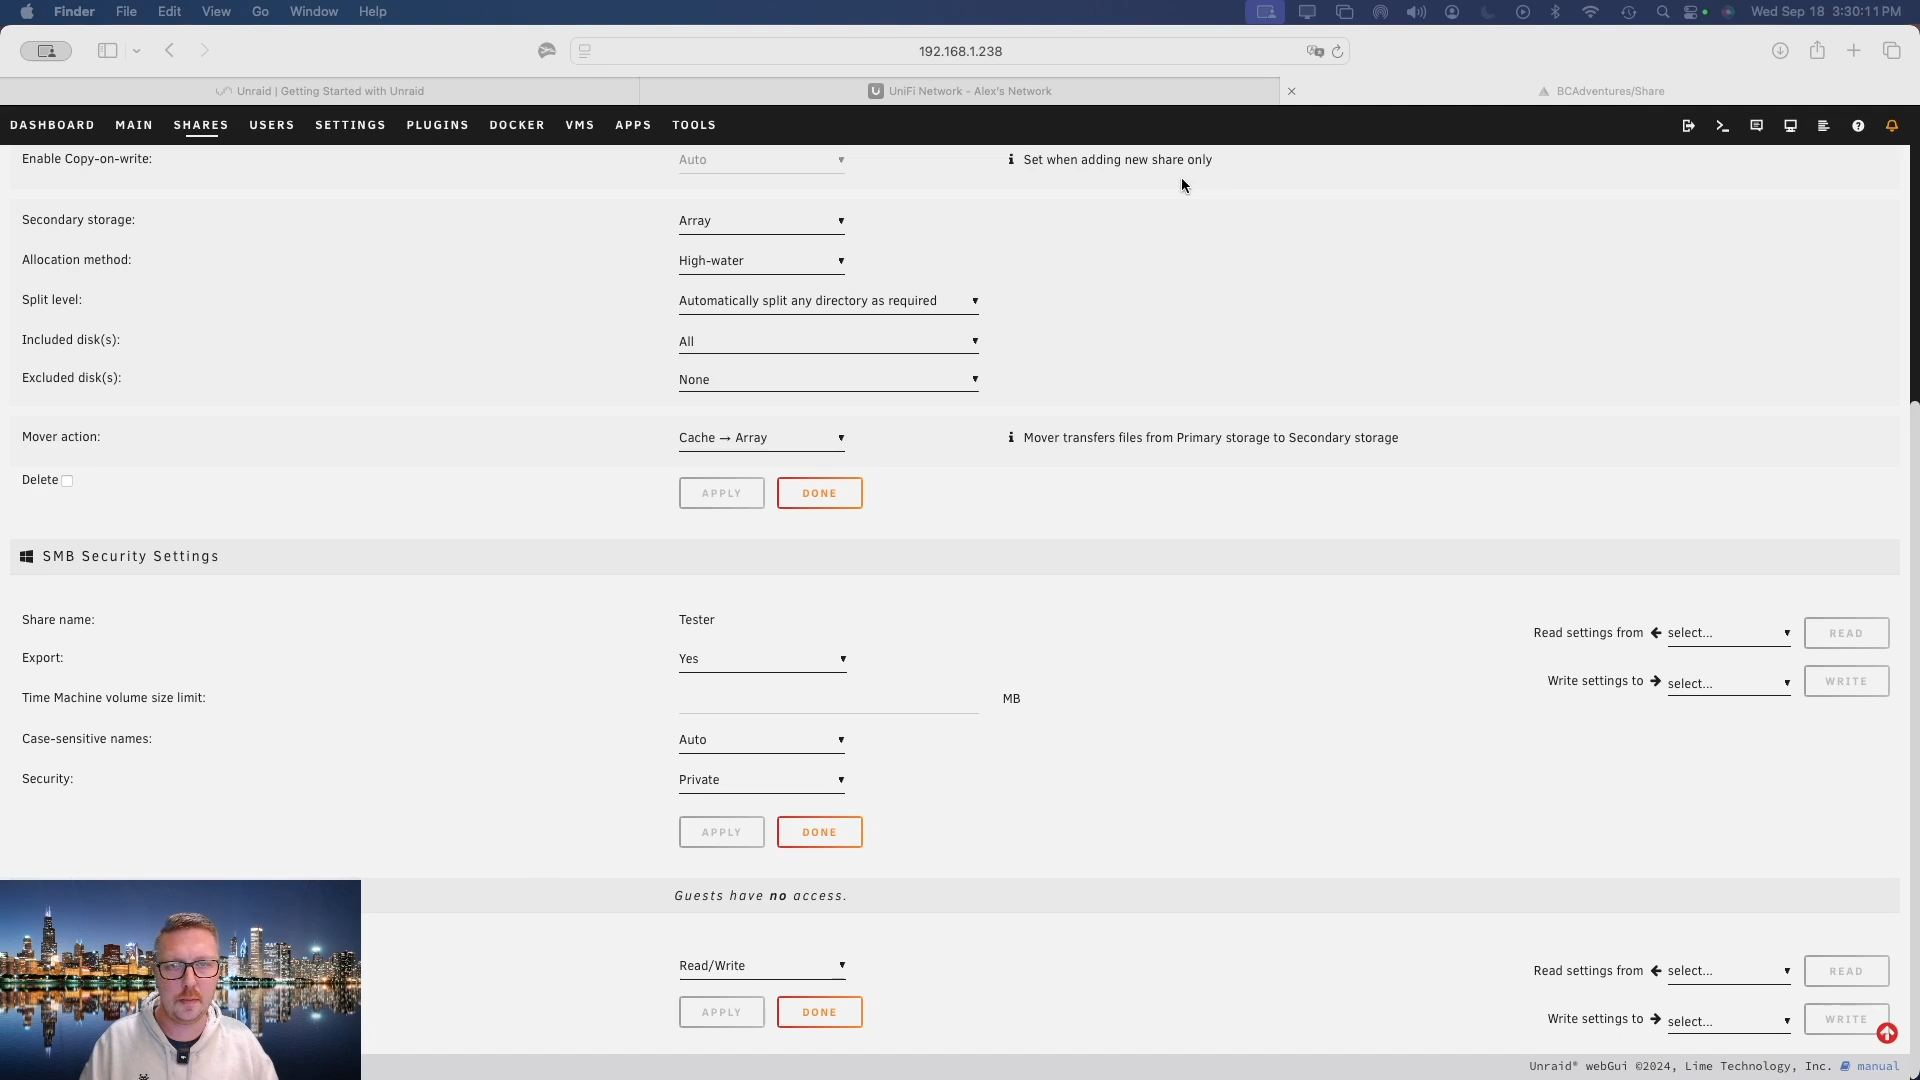 Finder File Edit View Go Window Help Wed Sep 18 3:30:11 PM
192.168.1.238
Unraid | Getting Started with Unraid UniFi Network - Alex's Network BCAdventures/Share
DASHBOARD MAIN SHARES USERS SETTINGS PLUGINS DOCKER VMS APPS TOOLS
Enable Copy-on-write: Auto Set when adding new share only
Secondary storage: Array
Allocation method: High-water
Split level: Automatically split any directory as required
Included disk(s): All
Excluded disk(s): None
Mover action: Cache → Array Mover transfers files from Primary storage to Secondary storage
Delete
APPLY DONE
SMB Security Settings
Share name: Tester
Read settings from select... READ
Export: Yes
Write settings to select... WRITE
Time Machine volume size limit: MB
Case-sensitive names: Auto
Security: Private
APPLY DONE
Guests have no access.
Read/Write
Read settings from select... READ
APPLY DONE
Write settings to select... WRITE
Unraid® webGui ©2024, Lime Technology, Inc. manual